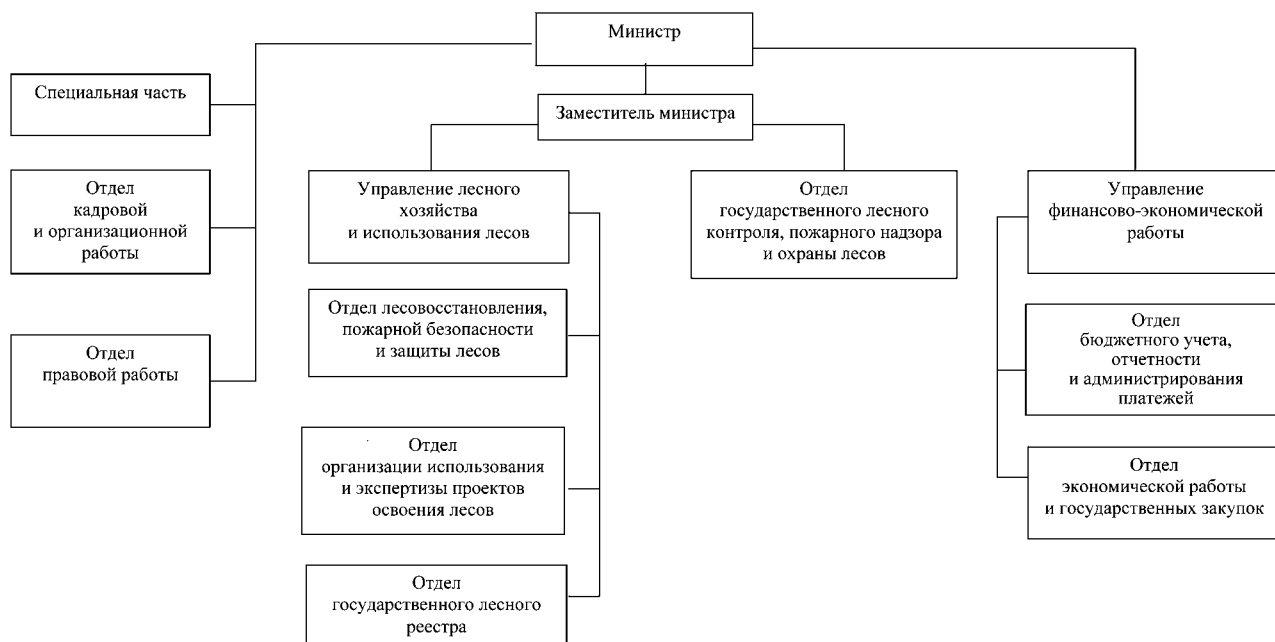 Министр
Специальная часть
Заместитель министра
Отдел
кадровой
и организационной
работы
Управление лесного
хозяйства
и использования лесов
Отдел
государственного лесного
контроля, пожарного надзора
и охраны лесов
Управление
финансово-экономической
работы
Отдел лесовосстановления,
пожарной безопасности
и защиты лесов
Отдел
бюджетного учета,
отчетности
и администрирования
платежей
Отдел
правовой работы
Отдел
организации использования
и экспертизы проектов
освоения лесов
Отдел
экономической работы
и государственных закупок
Отдел
государственного лесного
реестра